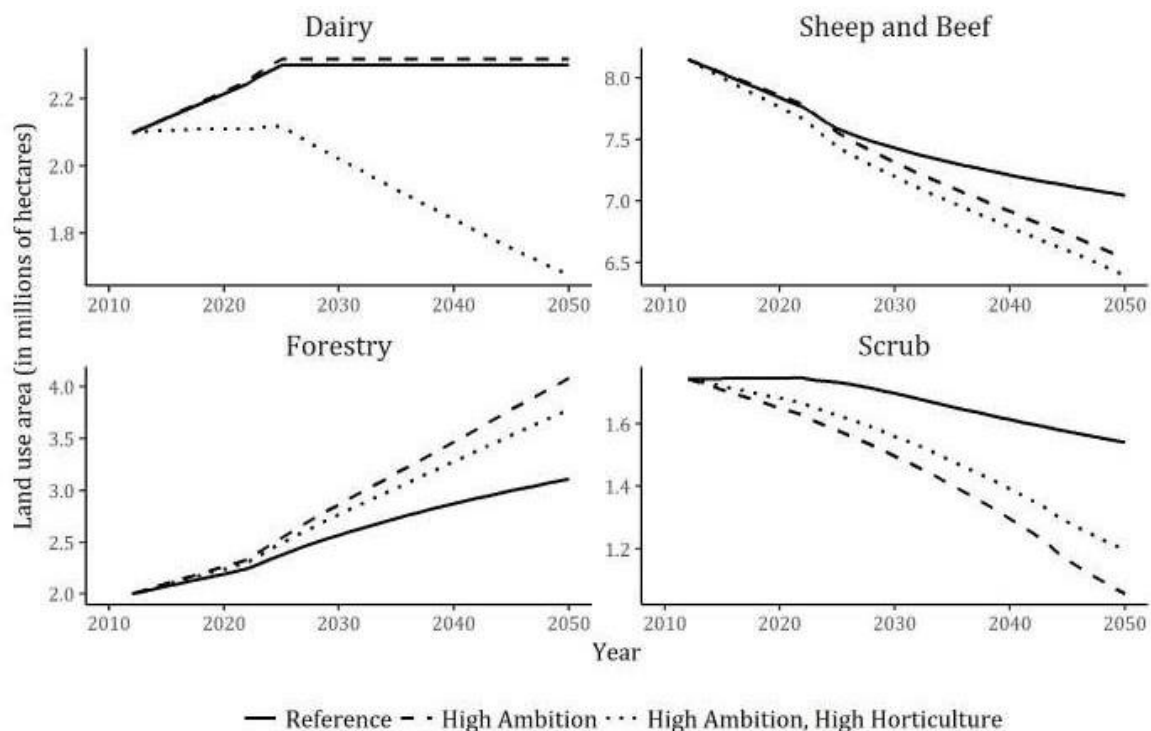 Dairy
Sheep and Beef
Land use area (in millions of hectares)
2.2
2.0
1.8
2010 2020 2030 2040 2050
8.0
7.5
7.0
6.5
2010 2020 2030 2040 2050
Forestry
Scrub
4.0
3.5
3.0
2.5
2.0
2010 2020 2030 2040 2050
1.6
1.4
1.2
2010 2020 2030 2040 2050
Year
Reference High Ambition High Ambition, High Horticulture